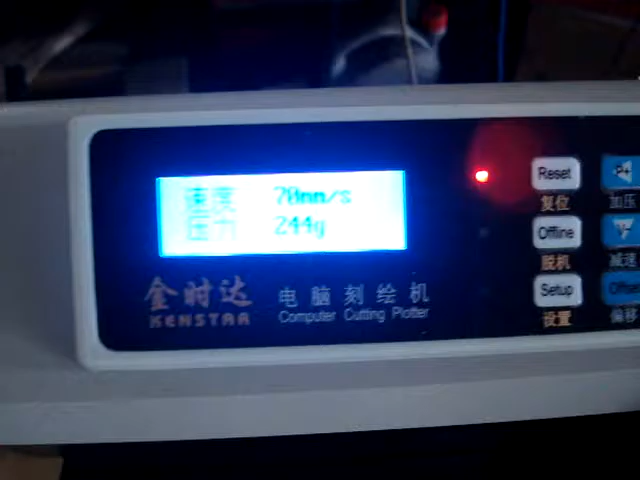 速度 70mm/s
压力 244g
金时达
KENSTAR
电脑刻绘机
Computer Cutting Plotter
Reset
复位
Offline
脱机
Setup
设置
P+
加压
V-
减速
Offset
偏移